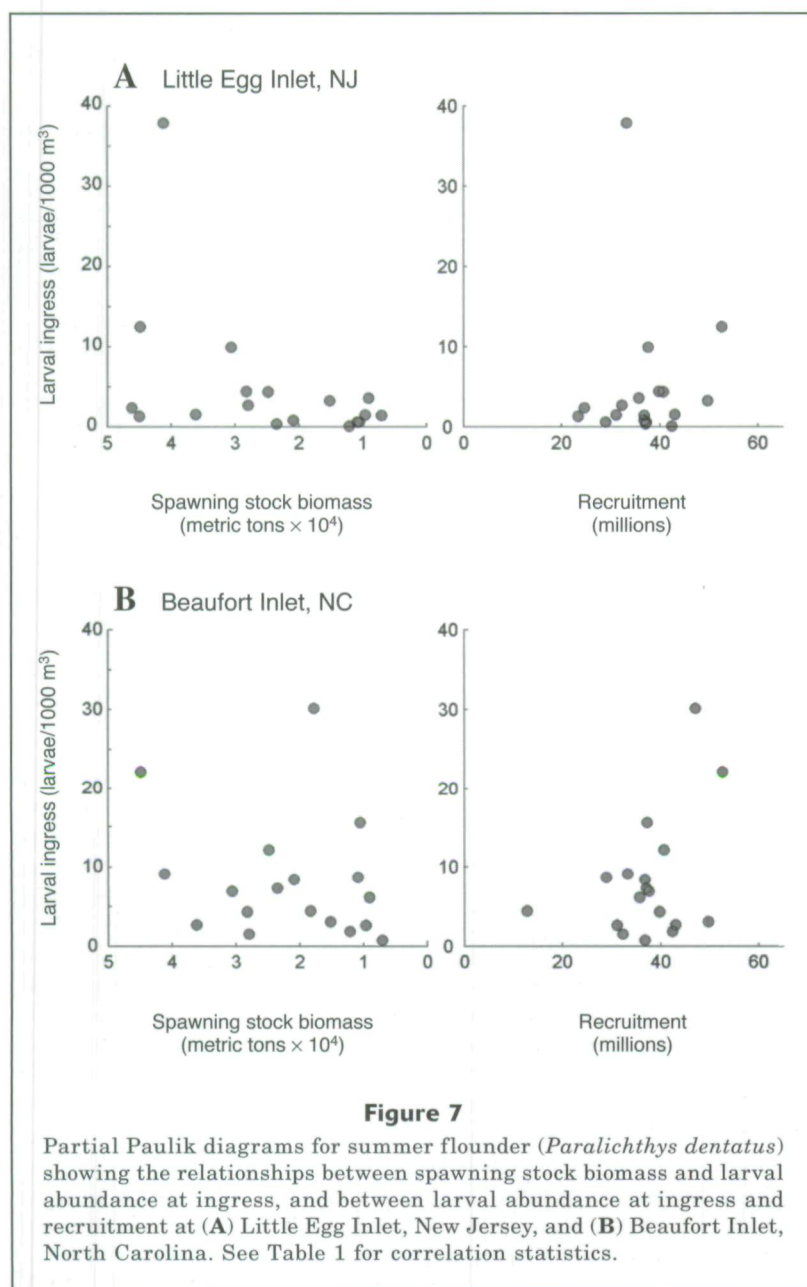 A Little Egg Inlet, NJ
Larval ingress (larvae/1000 m³)
40
30
20
10
0
5 4 3 2 1 0
Spawning stock biomass
(metric tons × 10⁴)
40
30
20
10
0
0 20 40 60
Recruitment
(millions)
B Beaufort Inlet, NC
Larval ingress (larvae/1000 m³)
40
30
20
10
0
5 4 3 2 1 0
Spawning stock biomass
(metric tons × 10⁴)
40
30
20
10
0
0 20 40 60
Recruitment
(millions)
Figure 7
Partial Paulik diagrams for summer flounder (Paralichthys dentatus)
showing the relationships between spawning stock biomass and larval
abundance at ingress, and between larval abundance at ingress and
recruitment at (A) Little Egg Inlet, New Jersey, and (B) Beaufort Inlet,
North Carolina. See Table 1 for correlation statistics.